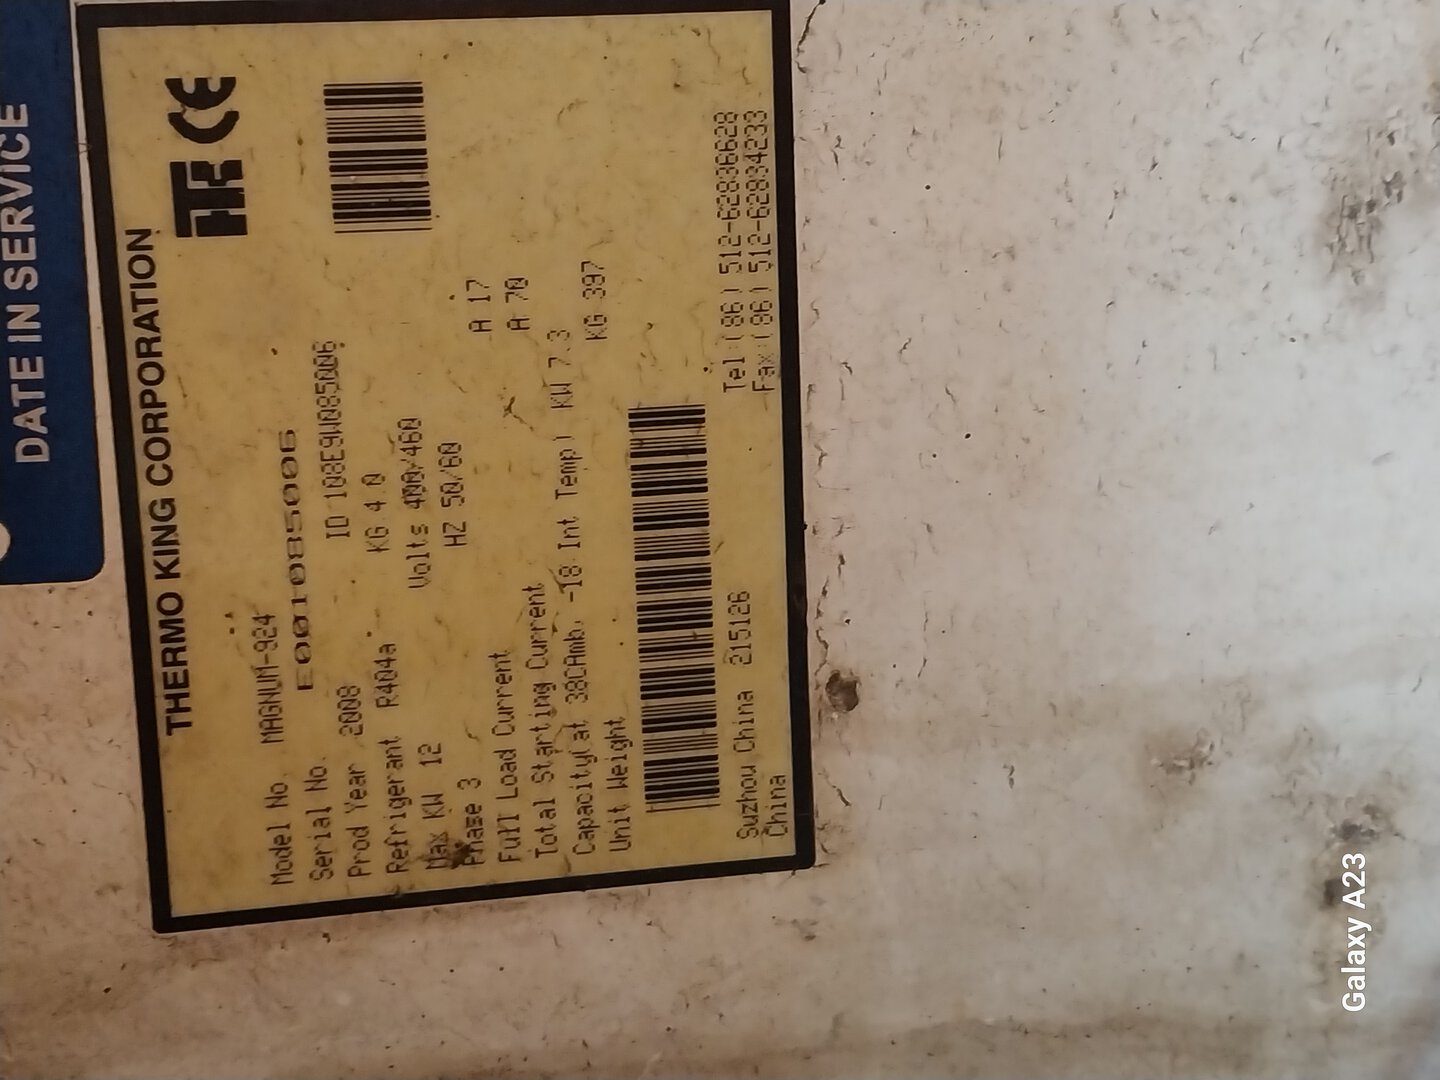 DATE IN SERVICE
THERMO KING CORPORATION
TK CE
Model No. MAGNUM-924
E001085006
Serial No. ID 108E9W085006
Prod Year 2008
Refrigerant R404a KG 4.0
Max KW 12 Volts 400/460
Phase 3 HZ 50/60
Full Load Current A 17
Total Starting Current A 70
Capacity(at 38CAmb. -18 Int Temp) KW 7.3
Unit Weight KG 397
Suzhou China 215126 Tel:(86) 512-62836628
China Fax:(86) 512-62834233
Galaxy A23